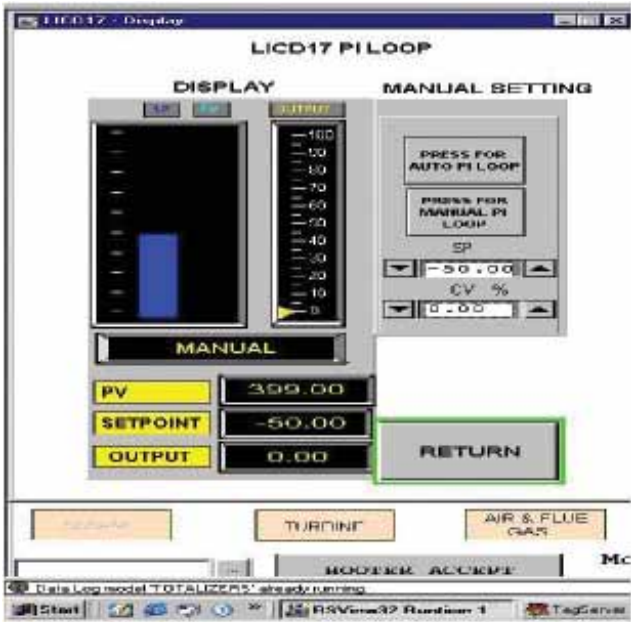 LICD17 - Display
LICD17 PI LOOP
DISPLAY
MANUAL SETTING
SP
OUTPUT
100
90
80
70
60
50
40
30
20
10
0
PRESS FOR
AUTO PI LOOP
PRESS FOR
MANUAL PI
LOOP
SP
-50.00
CV %
0.00
MANUAL
PV 399.00
SETPOINT -50.00
OUTPUT 0.00
RETURN
TURBINE
AIR & FLUE
GAS
HOOTER ACCEPT
Mo
Data Log model 'TOTALIZERS' already running.
Start
RSView32 Runtime 1
TagServer